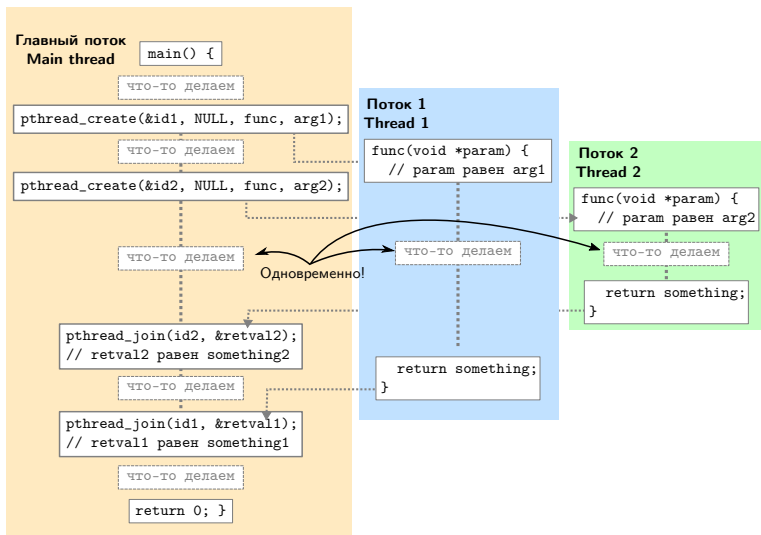 Главный поток
Main thread
main() {
что-то делаем
pthread_create(&id1, NULL, func, arg1);
что-то делаем
pthread_create(&id2, NULL, func, arg2);
что-то делаем
Одновременно!
pthread_join(id2, &retval2);
// retval2 равен something2
что-то делаем
pthread_join(id1, &retval1);
// retval1 равен something1
что-то делаем
return 0; }
Поток 1
Thread 1
func(void *param) {
// param равен arg1
что-то делаем
return something;
}
Поток 2
Thread 2
func(void *param) {
// param равен arg2
что-то делаем
return something;
}